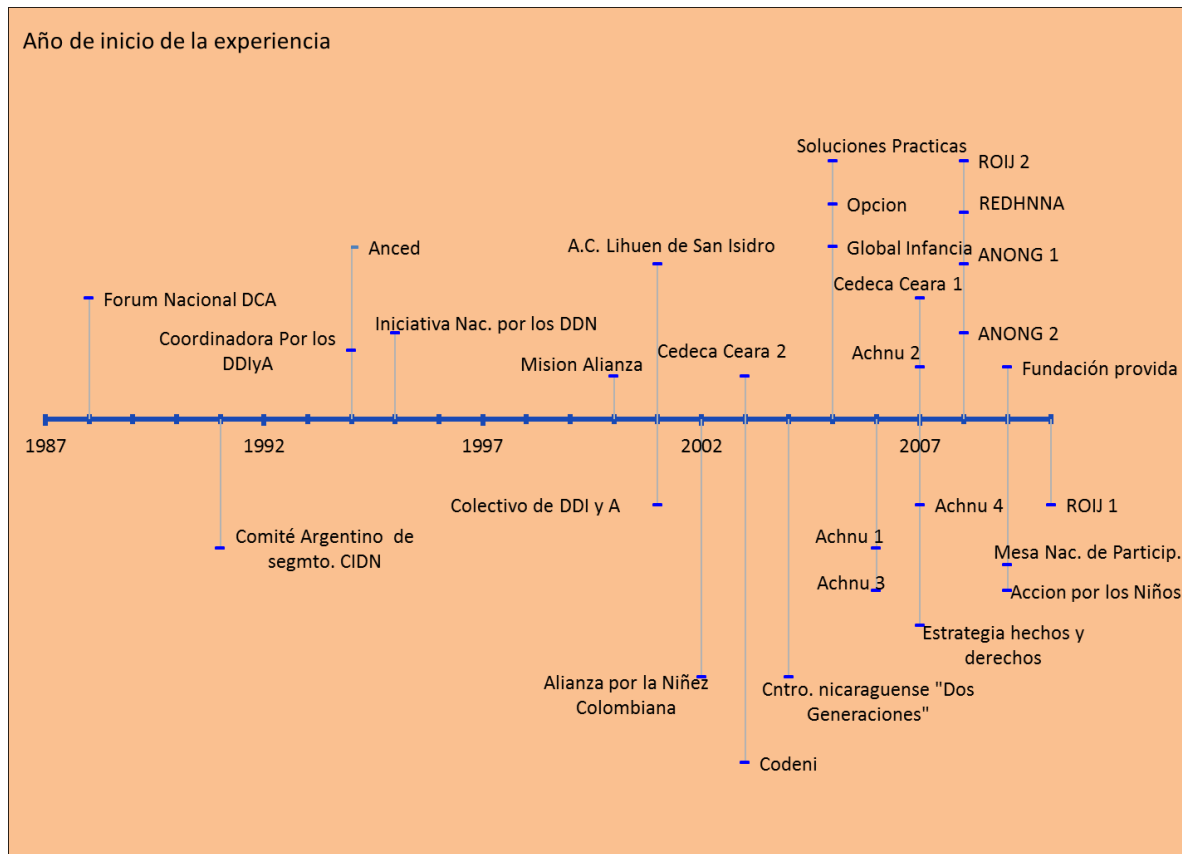 Año de inicio de la experiencia
Soluciones Practicas
ROIJ 2
Opcion
REDHNNA
Anced
A.C. Lihuen de San Isidro
Global Infancia
ANONG 1
Forum Nacional DCA
Cedeca Ceara 1
Iniciativa Nac. por los DDN
Coordinadora Por los
DDIyA
Cedeca Ceara 2
Achnu 2
ANONG 2
Mision Alianza
Fundación provida
1987
1992
1997
2002
2007
Colectivo de DDI y A
Achnu 4
ROIJ 1
Comité Argentino de
segmto. CIDN
Achnu 1
Mesa Nac. de Particip.
Achnu 3
Accion por los Niños
Estrategia hechos y
derechos
Alianza por la Niñez
Colombiana
Cntro. nicaraguense "Dos
Generaciones"
Codeni